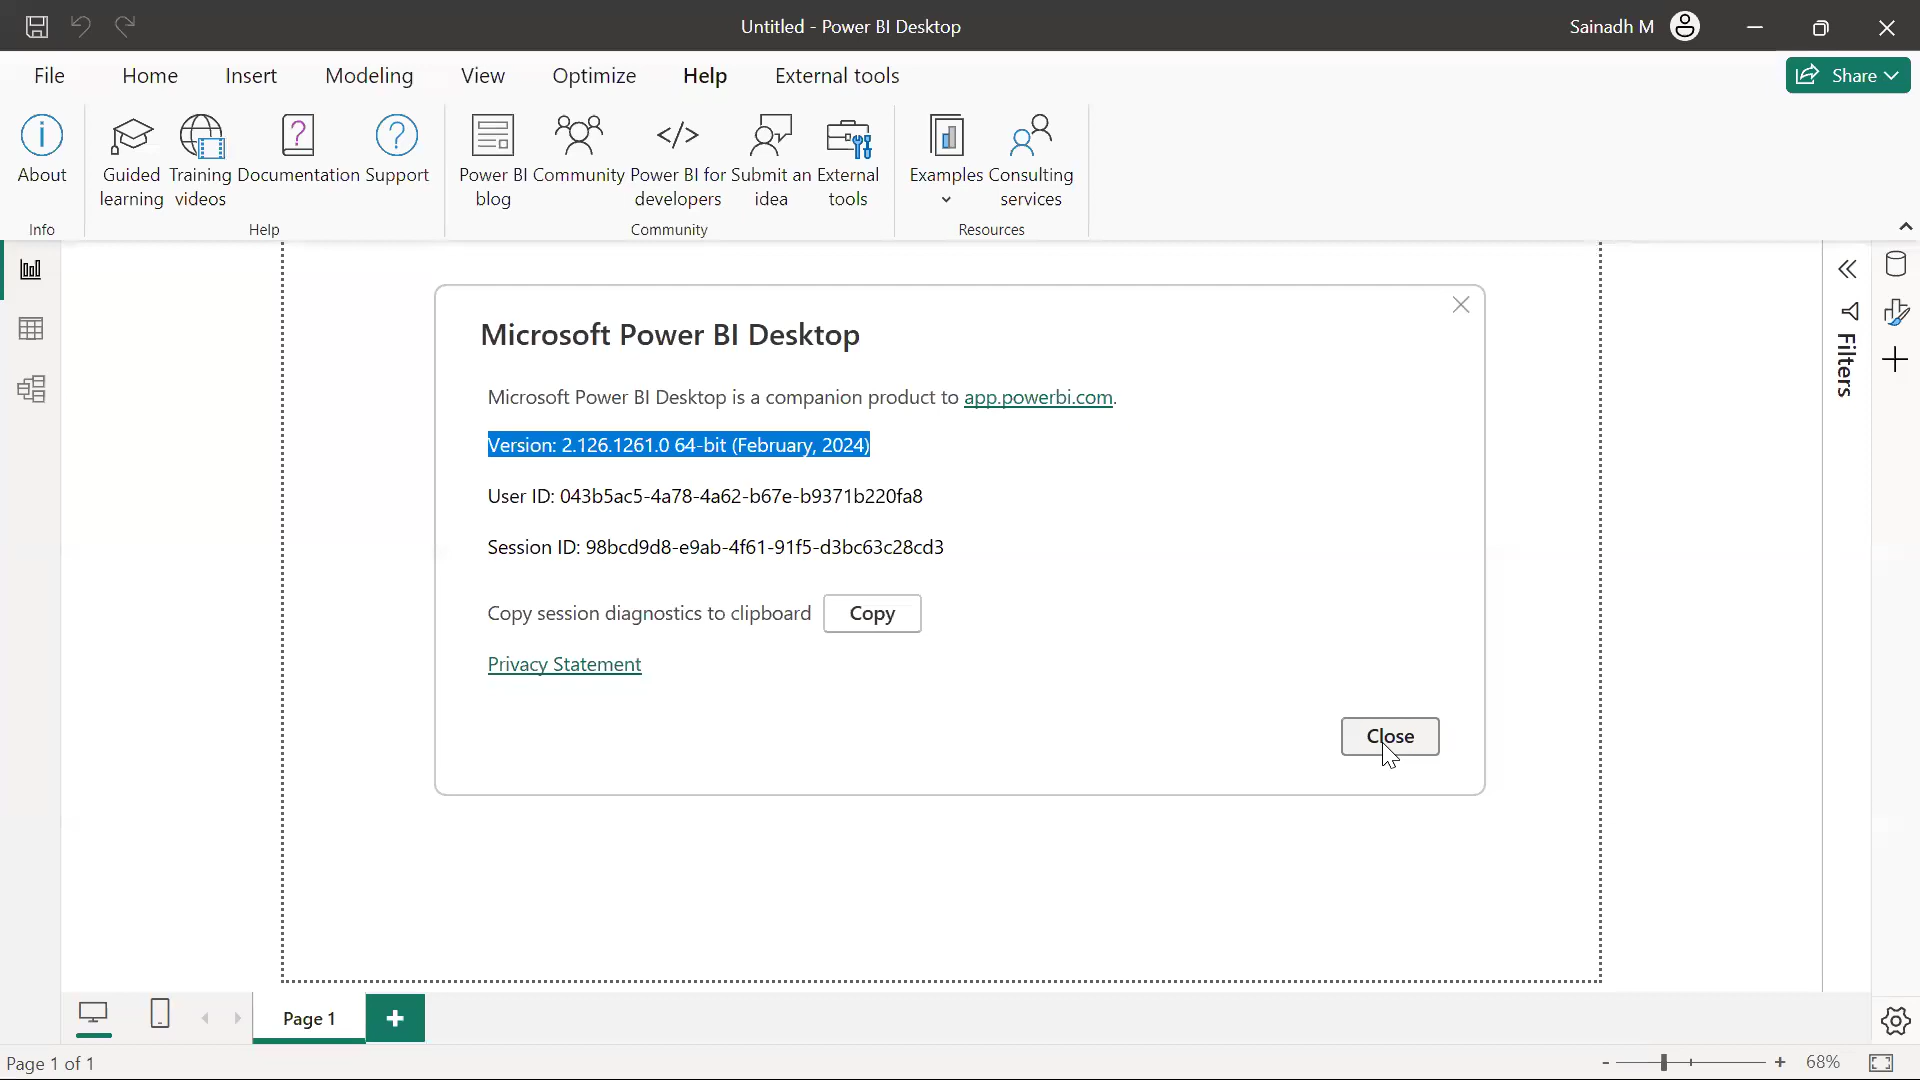 Untitled - Power BI Desktop
Sainadh M
File Home Insert Modeling View Optimize Help External tools
Share
About
Guided learning
Training videos
Documentation
Support
Power BI blog
Community
Power BI for developers
Submit an idea
External tools
Examples
Consulting services
Info
Help
Community
Resources
Microsoft Power BI Desktop
Microsoft Power BI Desktop is a companion product to app.powerbi.com.
Version: 2.126.1261.0 64-bit (February, 2024)
User ID: 043b5ac5-4a78-4a62-b67e-b9371b220fa8
Session ID: 98bcd9d8-e9ab-4f61-91f5-d3bc63c28cd3
Copy session diagnostics to clipboard Copy
Privacy Statement
Close
Filters
Page 1
Page 1 of 1
- + 68%